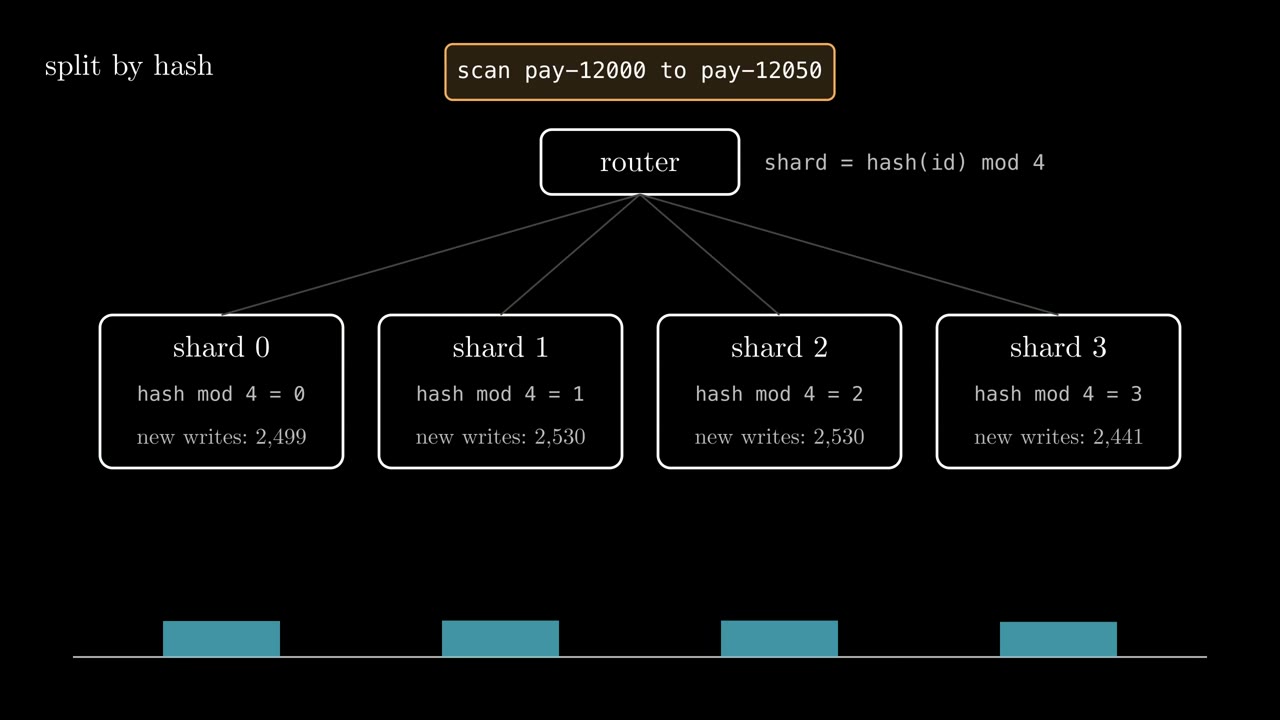 split by hash
scan pay-12000 to pay-12050
router
shard = hash(id) mod 4
shard 0
hash mod 4 = 0
new writes: 2,499
shard 1
hash mod 4 = 1
new writes: 2,530
shard 2
hash mod 4 = 2
new writes: 2,530
shard 3
hash mod 4 = 3
new writes: 2,441